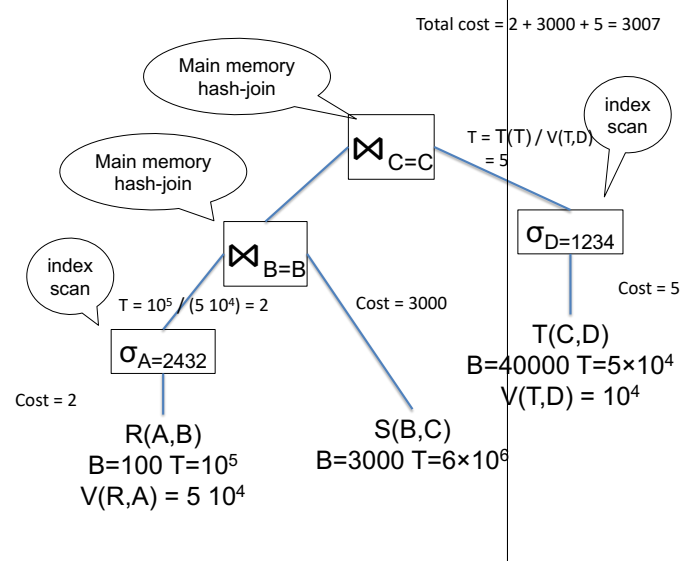 Total cost = 2 + 3000 + 5 = 3007
Main memory
hash-join
index
scan
⋈ C=C
T = T(T) / V(T,D)
= 5
Main memory
hash-join
σD=1234
⋈ B=B
index
scan
T = 10⁵ / (5 10⁴) = 2
Cost = 3000
Cost = 5
σA=2432
T(C,D)
B=40000 T=5×10⁴
V(T,D) = 10⁴
Cost = 2
R(A,B)
B=100 T=10⁵
V(R,A) = 5 10⁴
S(B,C)
B=3000 T=6×10⁶